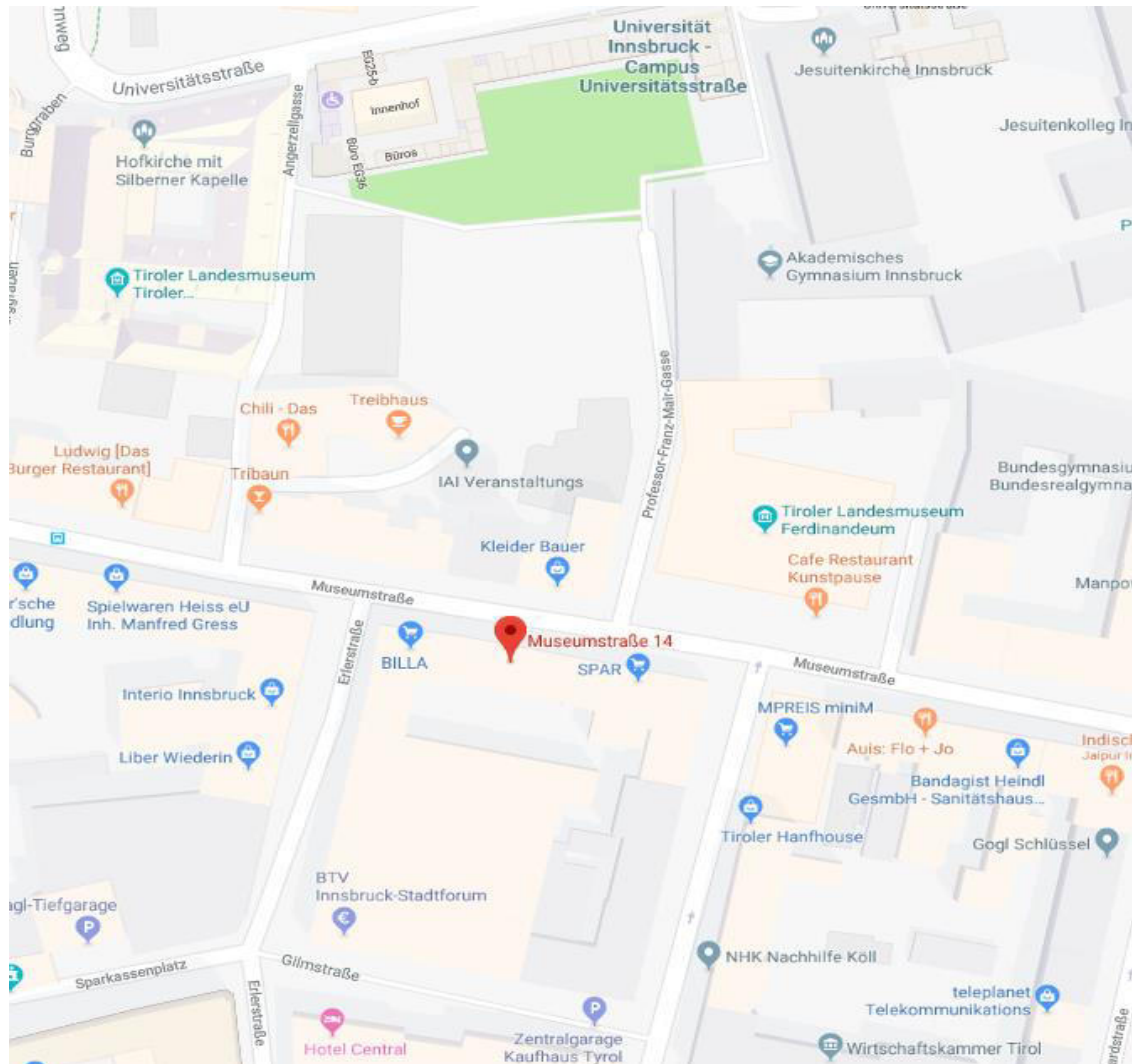 Universitätsstraße
Universität
Innsbruck -
Campus
Universitätsstraße
Jesuitenkirche Innsbruck
Burggraben
EG25-b
Innenhof
Büros
Büro EG36
Angerzellgasse
Jesuitenkolleg In
Hofkirche mit
Silberner Kapelle
Akademisches
Gymnasium Innsbruck
P
Tiroler Landesmuseum
Tiroler...
Professor-Franz-Mair-Gasse
Chili - Das
Treibhaus
Ludwig [Das
Burger Restaurant]
Tribaun
IAI Veranstaltungs
Bundesgymnasiu
Bundesrealgymna
Tiroler Landesmuseum
Ferdinandeum
Kleider Bauer
Cafe Restaurant
Kunstpause
Manpo
r'sche
dlung
Spielwaren Heiss eU
Inh. Manfred Gress
Museumstraße
Erlerstraße
BILLA
Museumstraße 14
SPAR
Museumstraße
Interio Innsbruck
MPREIS miniM
Auis: Flo + Jo
Indisch
Jaipur
Liber Wiederin
Bandagist Heindl
GesmbH - Sanitätshaus...
Tiroler Hanfhouse
Gogl Schlüssel
BTV
Innsbruck-Stadtforum
agl-Tiefgarage
P
€
NHK Nachhilfe Köll
Sparkassenplatz
Gilmstraße
Erlerstraße
teleplanet
Telekommunikations
P
Hotel Central
Zentralgarage
Kaufhaus Tyrol
Wirtschaftskammer Tirol
ardstraße